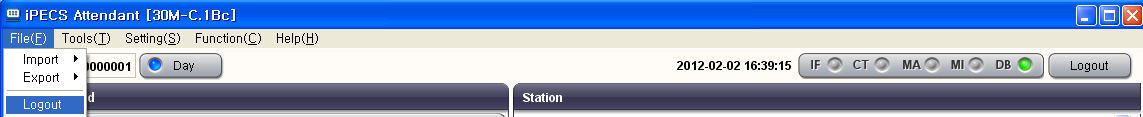 iPECS Attendant [30M-C.1Bc]
File(F) Tools(T) Setting(S) Function(C) Help(H)
Import
Export
Logout
0000001 Day 2012-02-02 16:39:15 IF CT MA MI DB Logout
d Station